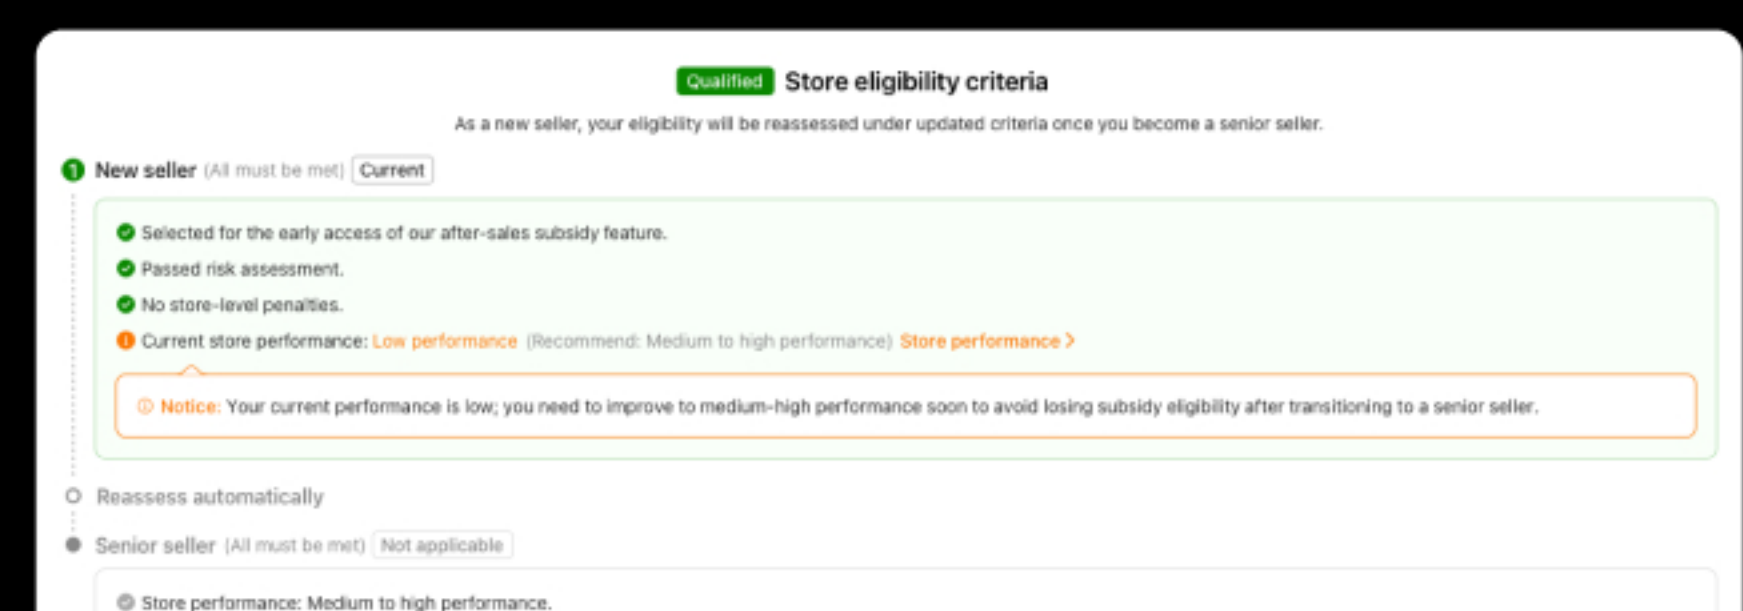 Qualified Store eligibility criteria
As a new seller, your eligibility will be reassessed under updated criteria once you become a senior seller.
1 New seller (All must be met) Current
Selected for the early access of our after-sales subsidy feature.
Passed risk assessment.
No store-level penalties.
Current store performance: Low performance (Recommend: Medium to high performance) Store performance >
Notice: Your current performance is low; you need to improve to medium-high performance soon to avoid losing subsidy eligibility after transitioning to a senior seller.
Reassess automatically
Senior seller (All must be met) Not applicable
Store performance: Medium to high performance.